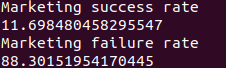 Marketing success rate
11.698480458295547
Marketing failure rate
88.30151954170445